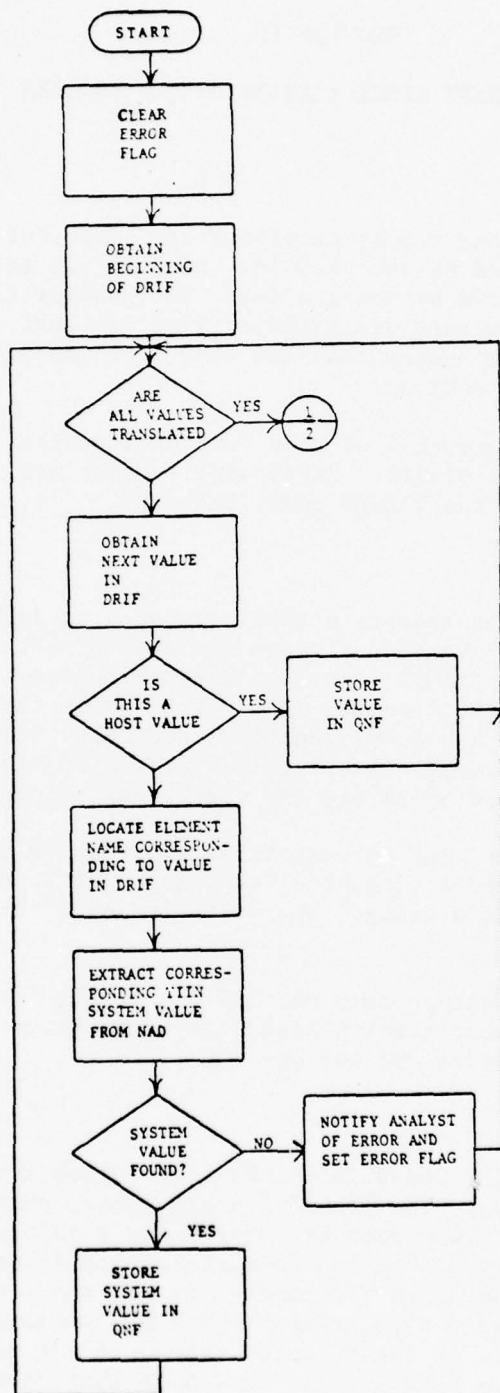 START
CLEAR
ERROR
FLAG
OBTAIN
BEGINNING
OF DRIF
ARE
ALL VALUES
TRANSLATED
YES
1
2
OBTAIN
NEXT VALUE
IN
DRIF
IS
THIS A
HOST VALUE
YES
STORE
VALUE
IN QNF
LOCATE ELEMENT
NAME CORRESPON-
DING TO VALUE
IN DRIF
EXTRACT CORRES-
PONDING TIIN
SYSTEM VALUE
FROM NAD
SYSTEM
VALUE
FOUND?
NO
NOTIFY ANALYST
OF ERROR AND
SET ERROR FLAG
YES
STORE
SYSTEM
VALUE IN
QNF